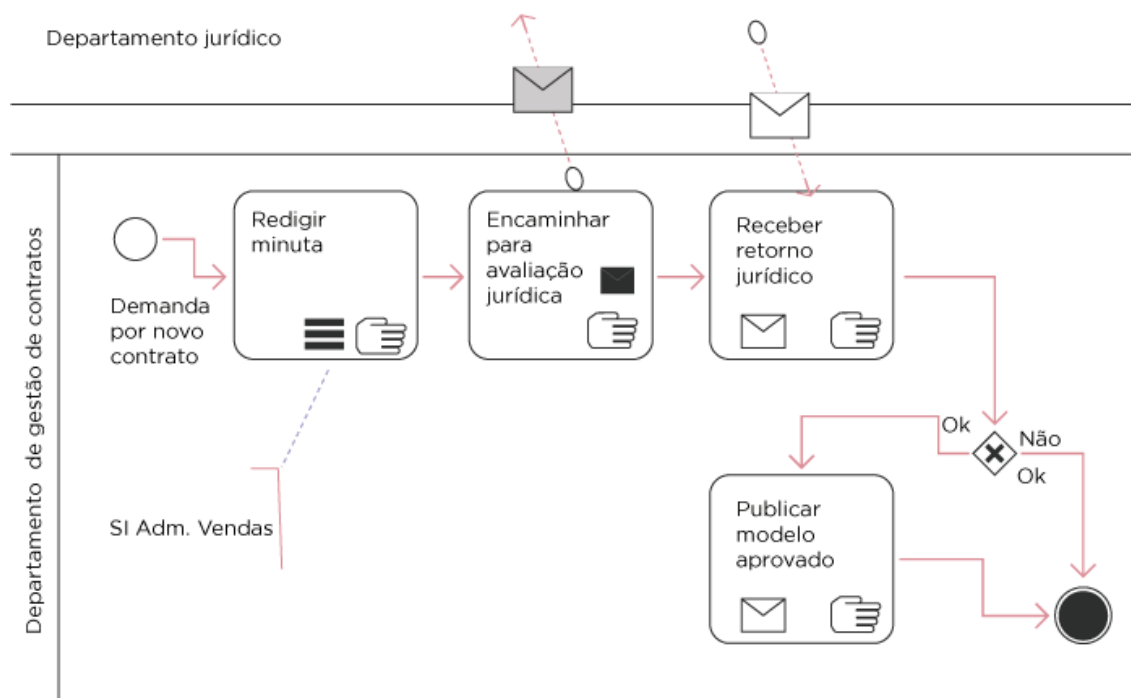 Departamento jurídico
Departamento de gestão de contratos
Demanda
por novo
contrato
Redigir
minuta
Encaminhar
para
avaliação
jurídica
Receber
retorno
jurídico
Ok
Não
Ok
Publicar
modelo
aprovado
SI Adm. Vendas